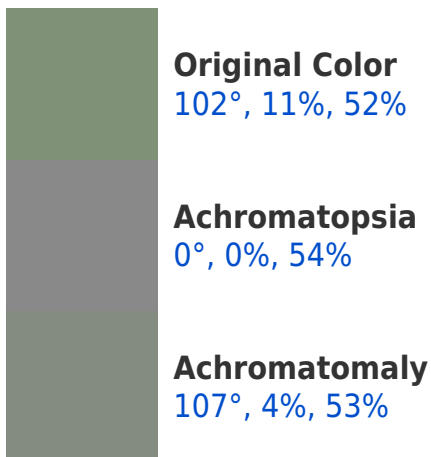 Original Color
102°, 11%, 52%
Achromatopsia
0°, 0%, 54%
Achromatomaly
107°, 4%, 53%